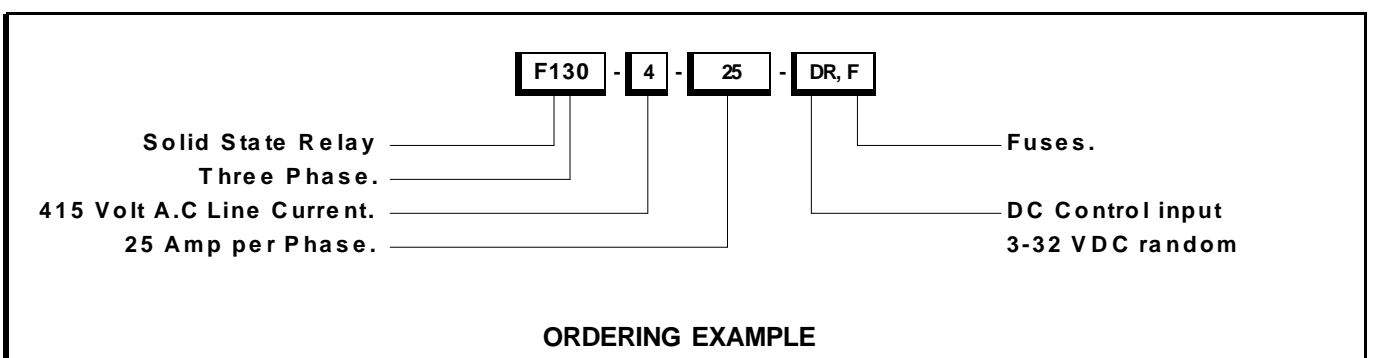 F130 - 4 - 25 - DR, F
Solid State Relay
Three Phase.
415 Volt A.C Line Current.
25 Amp per Phase.
Fuses.
DC Control input
3-32 VDC random
ORDERING EXAMPLE